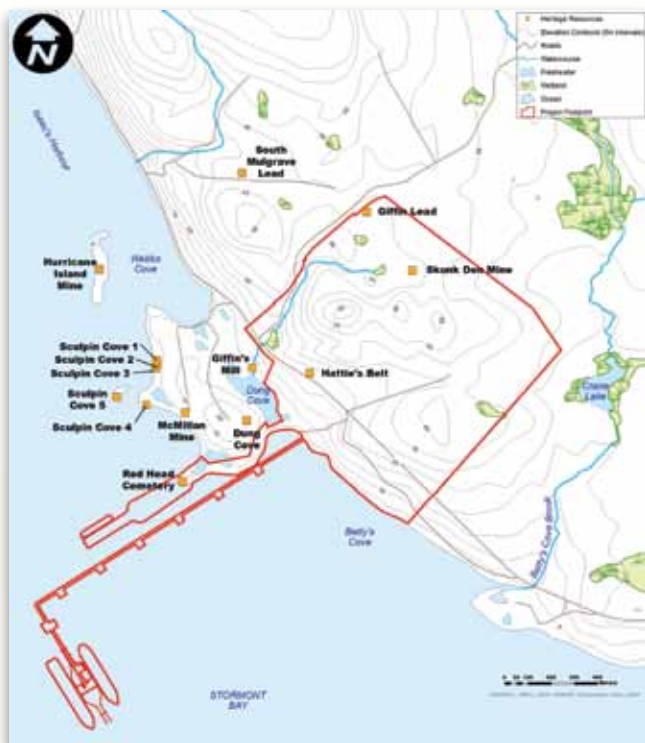 N
Heritage Resources
Elevation Contours (5m Intervals)
Roads
Watercourse
Freshwater
Wetland
Ocean
Project Footprint
Isaac's Harbour
South
Mulgrave
Lead
Giffin Lead
Hurricane
Island
Mine
Cove
Skunk Den Mine
Sculpin Cove 1
Sculpin Cove 2
Sculpin Cove 3
Giffin's
Mill
Hattie's Belt
Dung
Cove
Crane
Lake
Sculpin
Cove 5
Sculpin Cove 4
McMillan
Mine
Dung
Cove
Red Head
Cemetery
Betty's
Cove
Betty's Cove Brook
STORMONT
BAY